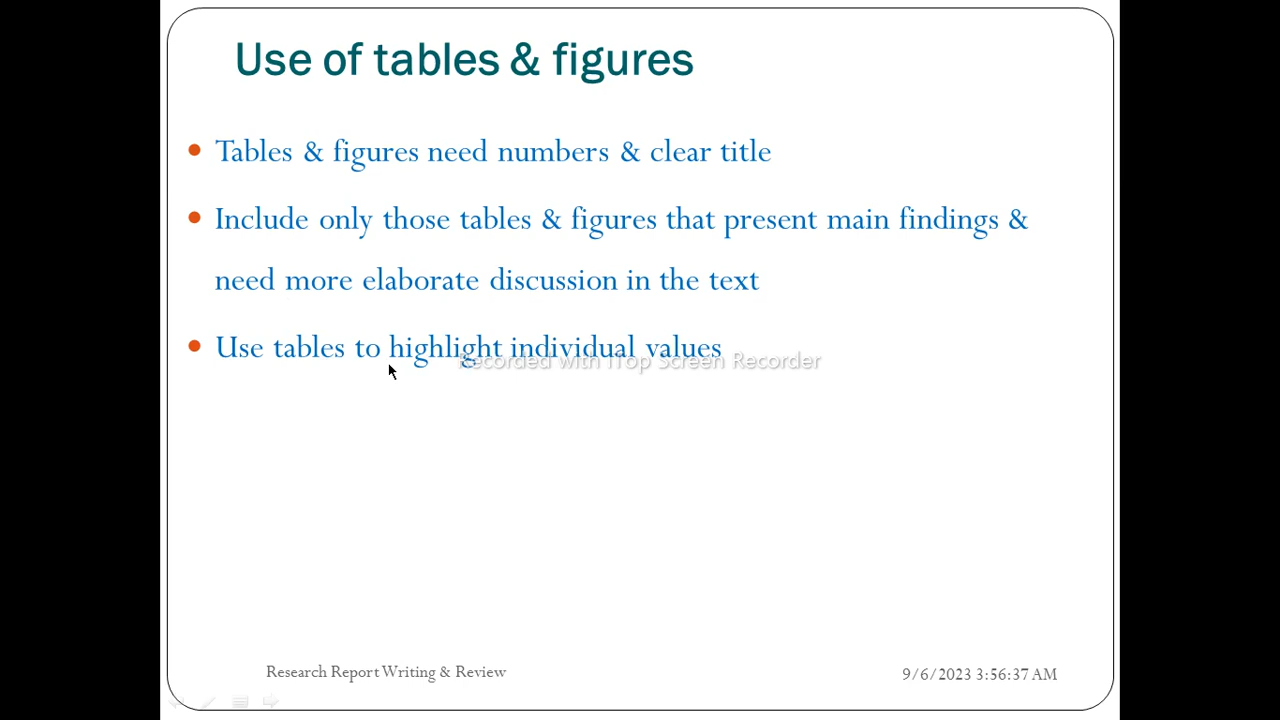 Use of tables & figures
Tables & figures need numbers & clear title
Include only those tables & figures that present main findings &
need more elaborate discussion in the text
Use tables to highlight individual values
Recorded with iTop Screen Recorder
Research Report Writing & Review
9/6/2023 3:56:37 AM